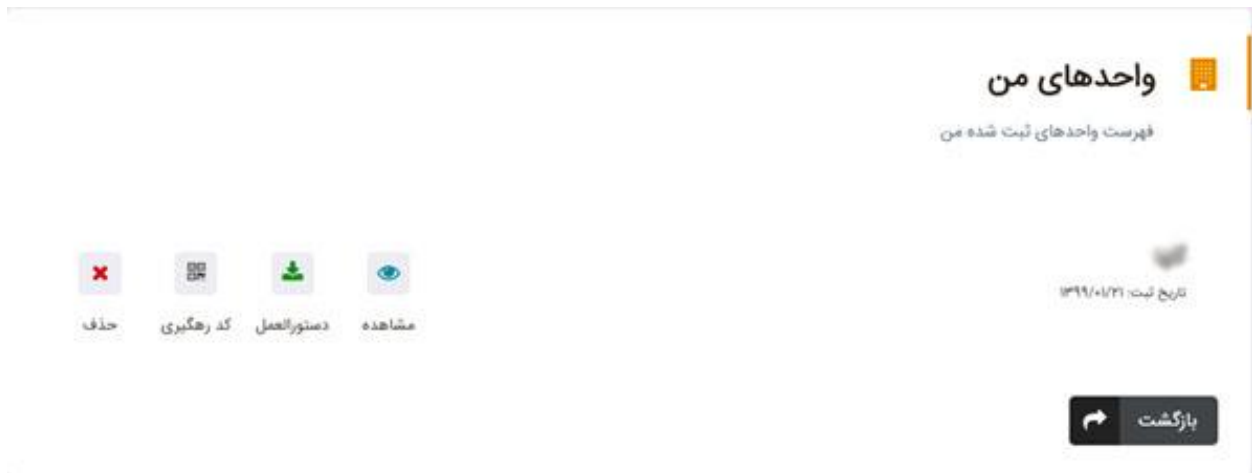 واحدهای من
فهرست واحدهای ثبت شده من
تاریخ ثبت: ۱۳۹۹/۰۱/۲۱
مشاهده
دستورالعمل
کد رهگیری
حذف
بازگشت